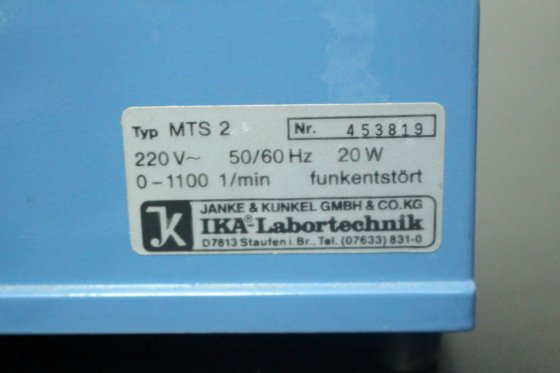 Typ MTS 2 Nr. 453819
220 V~ 50/60 Hz 20 W
0-1100 1/min funkentstört
JK JANKE & KUNKEL GMBH & CO.KG
IKA®-Labortechnik
D7813 Staufen i. Br., Tel. (07633) 831-0